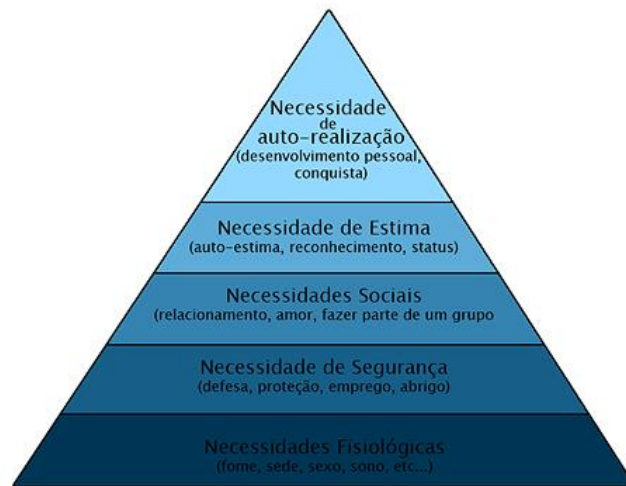 Necessidade
de
auto-realização
(desenvolvimento pessoal,
conquista)
Necessidade de Estima
(auto-estima, reconhecimento, status)
Necessidades Sociais
(relacionamento, amor, fazer parte de um grupo
Necessidade de Segurança
(defesa, proteção, emprego, abrigo)
Necessidades Fisiológicas
(fome, sede, sexo, sono, etc...)